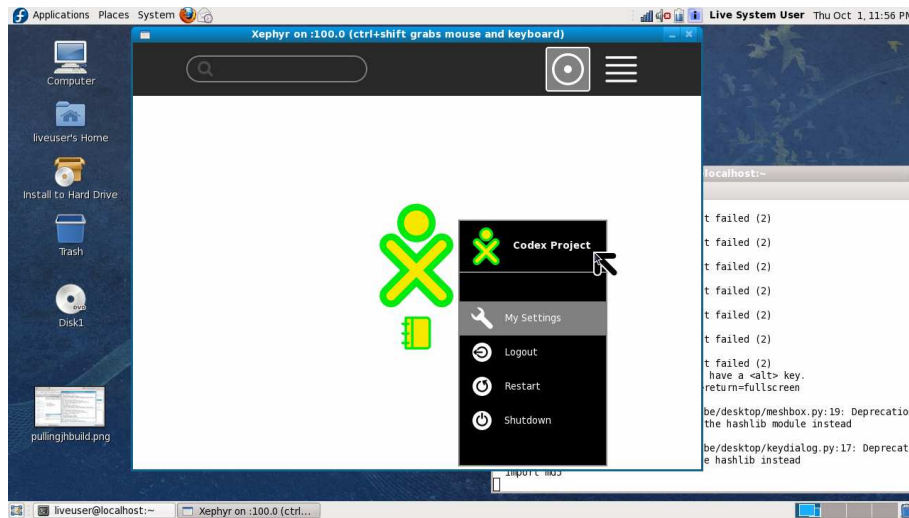 Applications Places System
Live System User Thu Oct 1, 11:56 PM
Xephyr on :100.0 (ctrl+shift grabs mouse and keyboard)
Computer
liveuser's Home
Install to Hard Drive
Trash
DVD
Disk1
pullingjhbuild.png
Codex Project
My Settings
Logout
Restart
Shutdown
localhost:~
t failed (2)
t failed (2)
t failed (2)
t failed (2)
t failed (2)
t failed (2)
t failed (2)
have a <alt> key.
return=fullscreen
be/desktop/meshbox.py:19: Deprecatio
the hashlib module instead
be/desktop/keydialog.py:17: Deprecat
e hashlib instead
import md5
liveuser@localhost:~
Xephyr on :100.0 (ctrl...